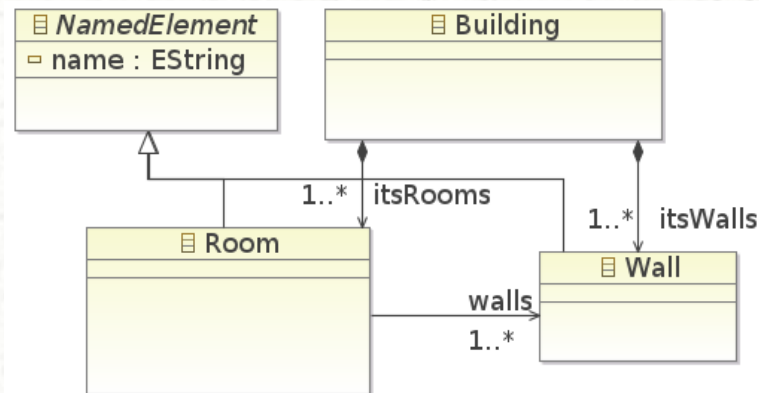 NamedElement
name : EString
Building
1..* itsRooms
1..* itsWalls
Room
Wall
walls
1..*